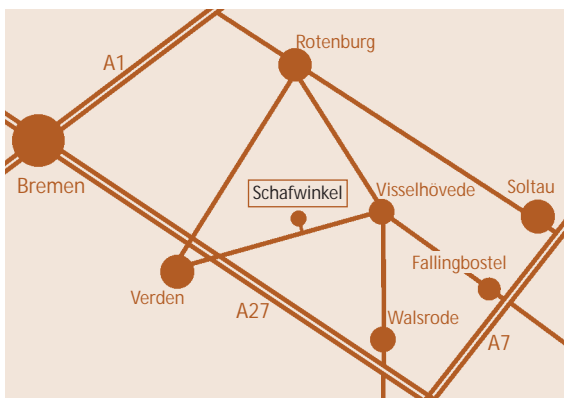 Rotenburg
A1
Bremen
Schafwinkel
Visselhövede
Soltau
Fallingbostel
Verden
A27
Walsrode
A7